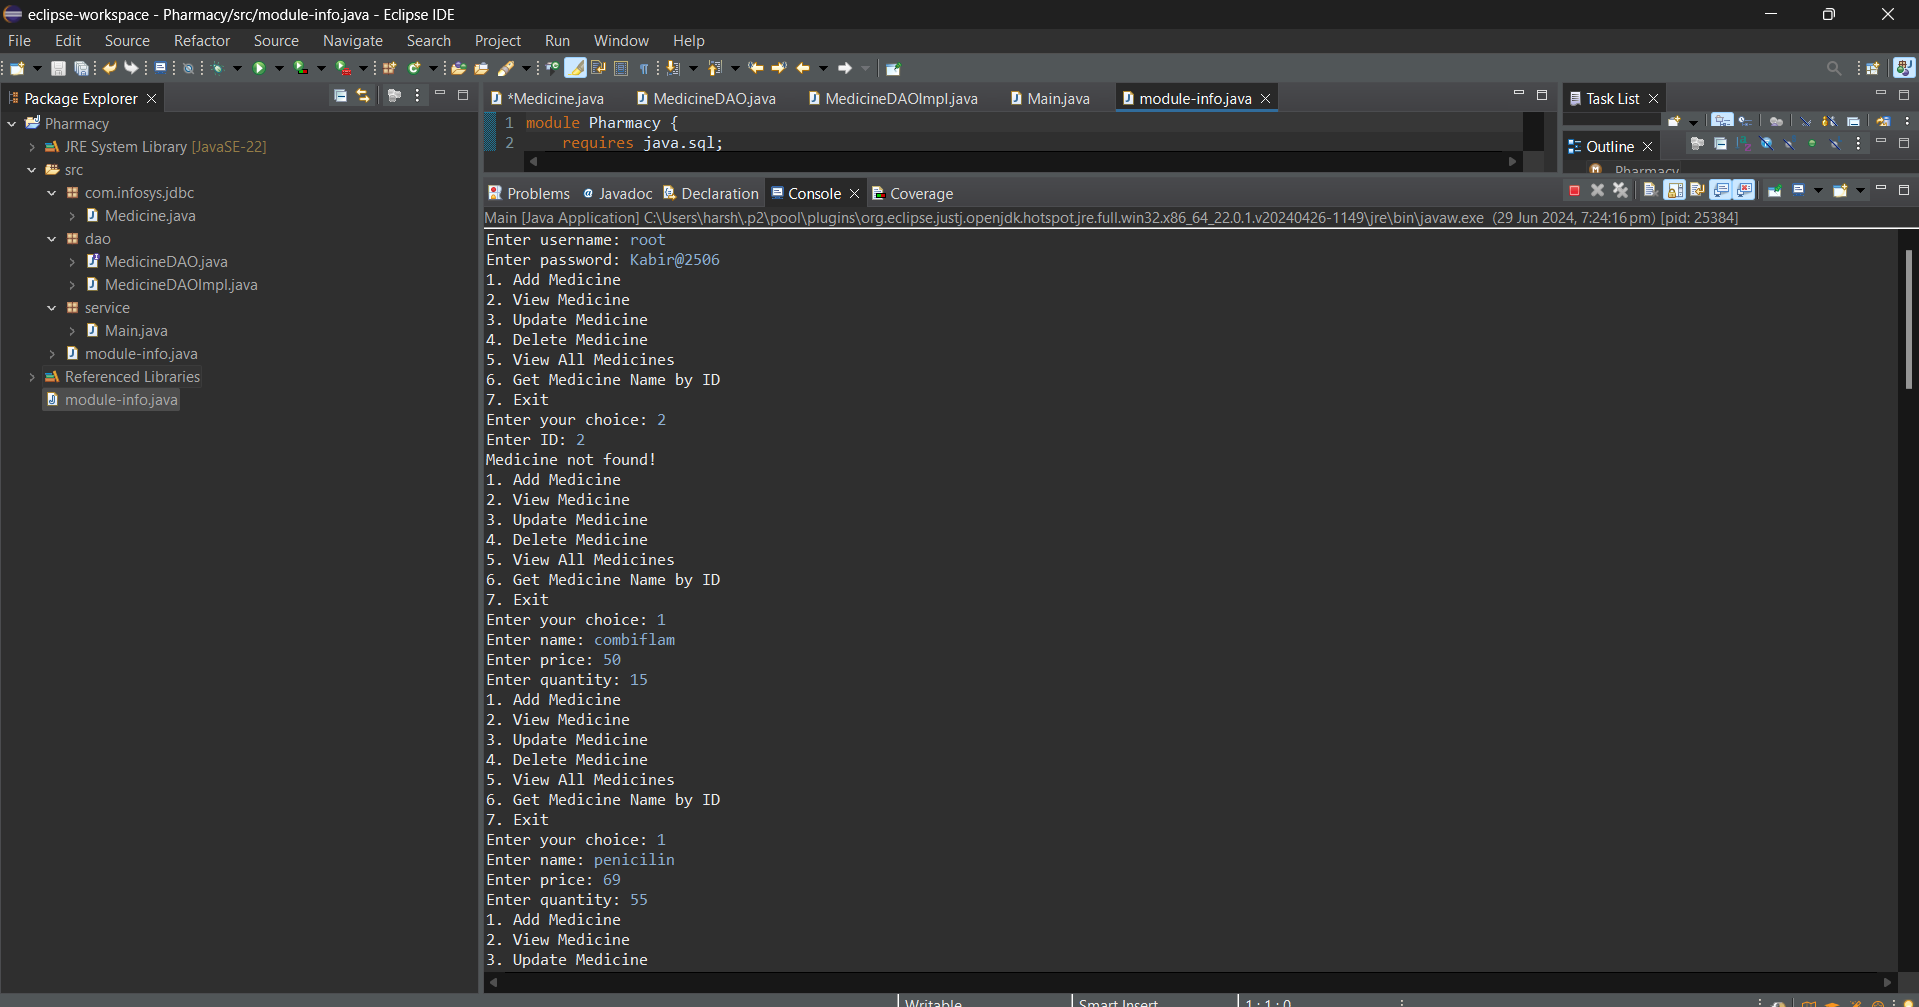 eclipse-workspace - Pharmacy/src/module-info.java - Eclipse IDE
File Edit Source Refactor Source Navigate Search Project Run Window Help
Package Explorer
Pharmacy
JRE System Library [JavaSE-22]
src
com.infosys.jdbc
Medicine.java
dao
MedicineDAO.java
MedicineDAOImpl.java
service
Main.java
module-info.java
Referenced Libraries
module-info.java
*Medicine.java MedicineDAO.java MedicineDAOImpl.java Main.java module-info.java
1 module Pharmacy {
2 requires java.sql;
Task List
Outline
Pharmacy
Problems Javadoc Declaration Console Coverage
Main [Java Application] C:\Users\harsh\.p2\pool\plugins\org.eclipse.justj.openjdk.hotspot.jre.full.win32.x86_64_22.0.1.v20240426-1149\jre\bin\javaw.exe (29 Jun 2024, 7:24:16 pm) [pid: 25384]
Enter username: root
Enter password: Kabir@2506
1. Add Medicine
2. View Medicine
3. Update Medicine
4. Delete Medicine
5. View All Medicines
6. Get Medicine Name by ID
7. Exit
Enter your choice: 2
Enter ID: 2
Medicine not found!
1. Add Medicine
2. View Medicine
3. Update Medicine
4. Delete Medicine
5. View All Medicines
6. Get Medicine Name by ID
7. Exit
Enter your choice: 1
Enter name: combiflam
Enter price: 50
Enter quantity: 15
1. Add Medicine
2. View Medicine
3. Update Medicine
4. Delete Medicine
5. View All Medicines
6. Get Medicine Name by ID
7. Exit
Enter your choice: 1
Enter name: penicilin
Enter price: 69
Enter quantity: 55
1. Add Medicine
2. View Medicine
3. Update Medicine
Writable Smart Insert 1 : 1 : 0